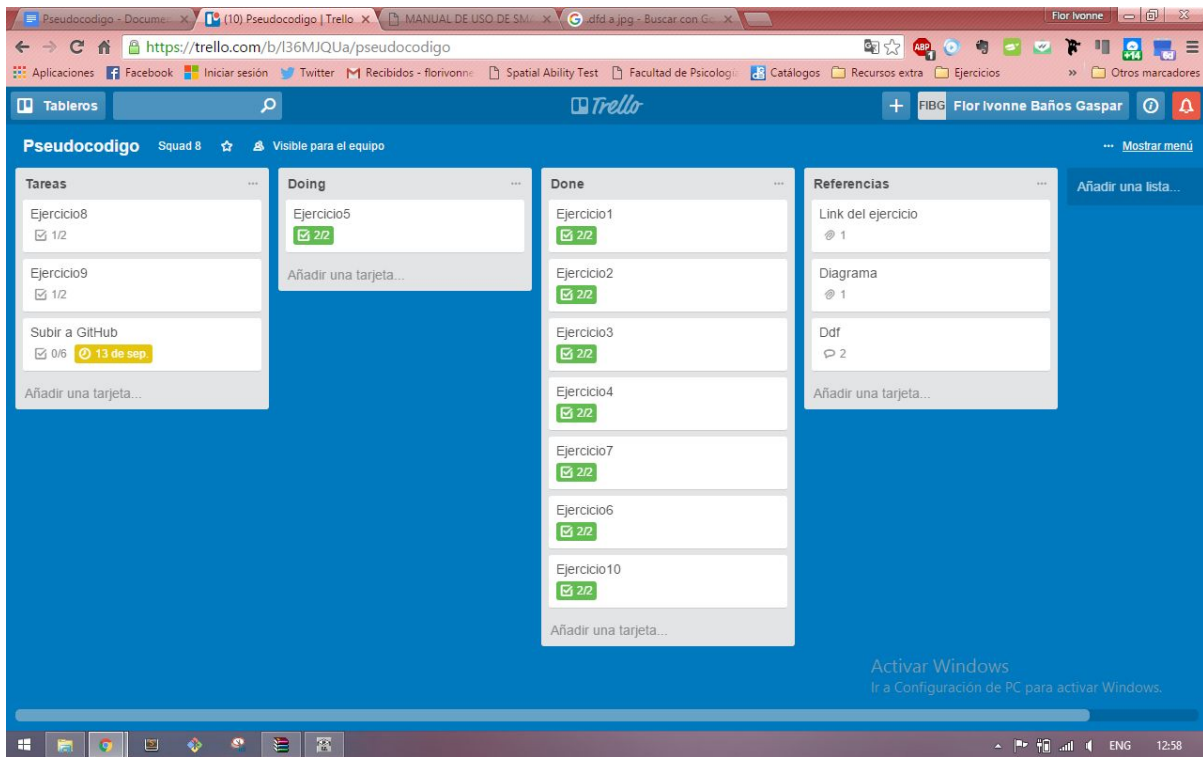 Pseudocodigo - Docume
(10) Pseudocodigo | Trello
MANUAL DE USO DE SMA
.dfd a jpg - Buscar con Go
Flor Ivonne
https://trello.com/b/l36MJQUa/pseudocodigo
ABP
1
+14
Aplicaciones
Facebook
Iniciar sesión
Twitter
Recibidos - florivonne
Spatial Ability Test
Facultad de Psicología
Catálogos
Recursos extra
Ejercicios
»
Otros marcadores
Tableros
Trello
+
FIBG
Flor Ivonne Baños Gaspar
Pseudocodigo
Squad 8
Visible para el equipo
... Mostrar menú
Tareas
Ejercicio8
1/2
Ejercicio9
1/2
Subir a GitHub
0/6
13 de sep.
Añadir una tarjeta...
Doing
Ejercicio5
2/2
Añadir una tarjeta...
Done
Ejercicio1
2/2
Ejercicio2
2/2
Ejercicio3
2/2
Ejercicio4
2/2
Ejercicio7
2/2
Ejercicio6
2/2
Ejercicio10
2/2
Añadir una tarjeta...
Referencias
Link del ejercicio
1
Diagrama
1
Ddf
2
Añadir una tarjeta...
Añadir una lista...
Activar Windows
Ir a Configuración de PC para activar Windows.
ENG
12:58